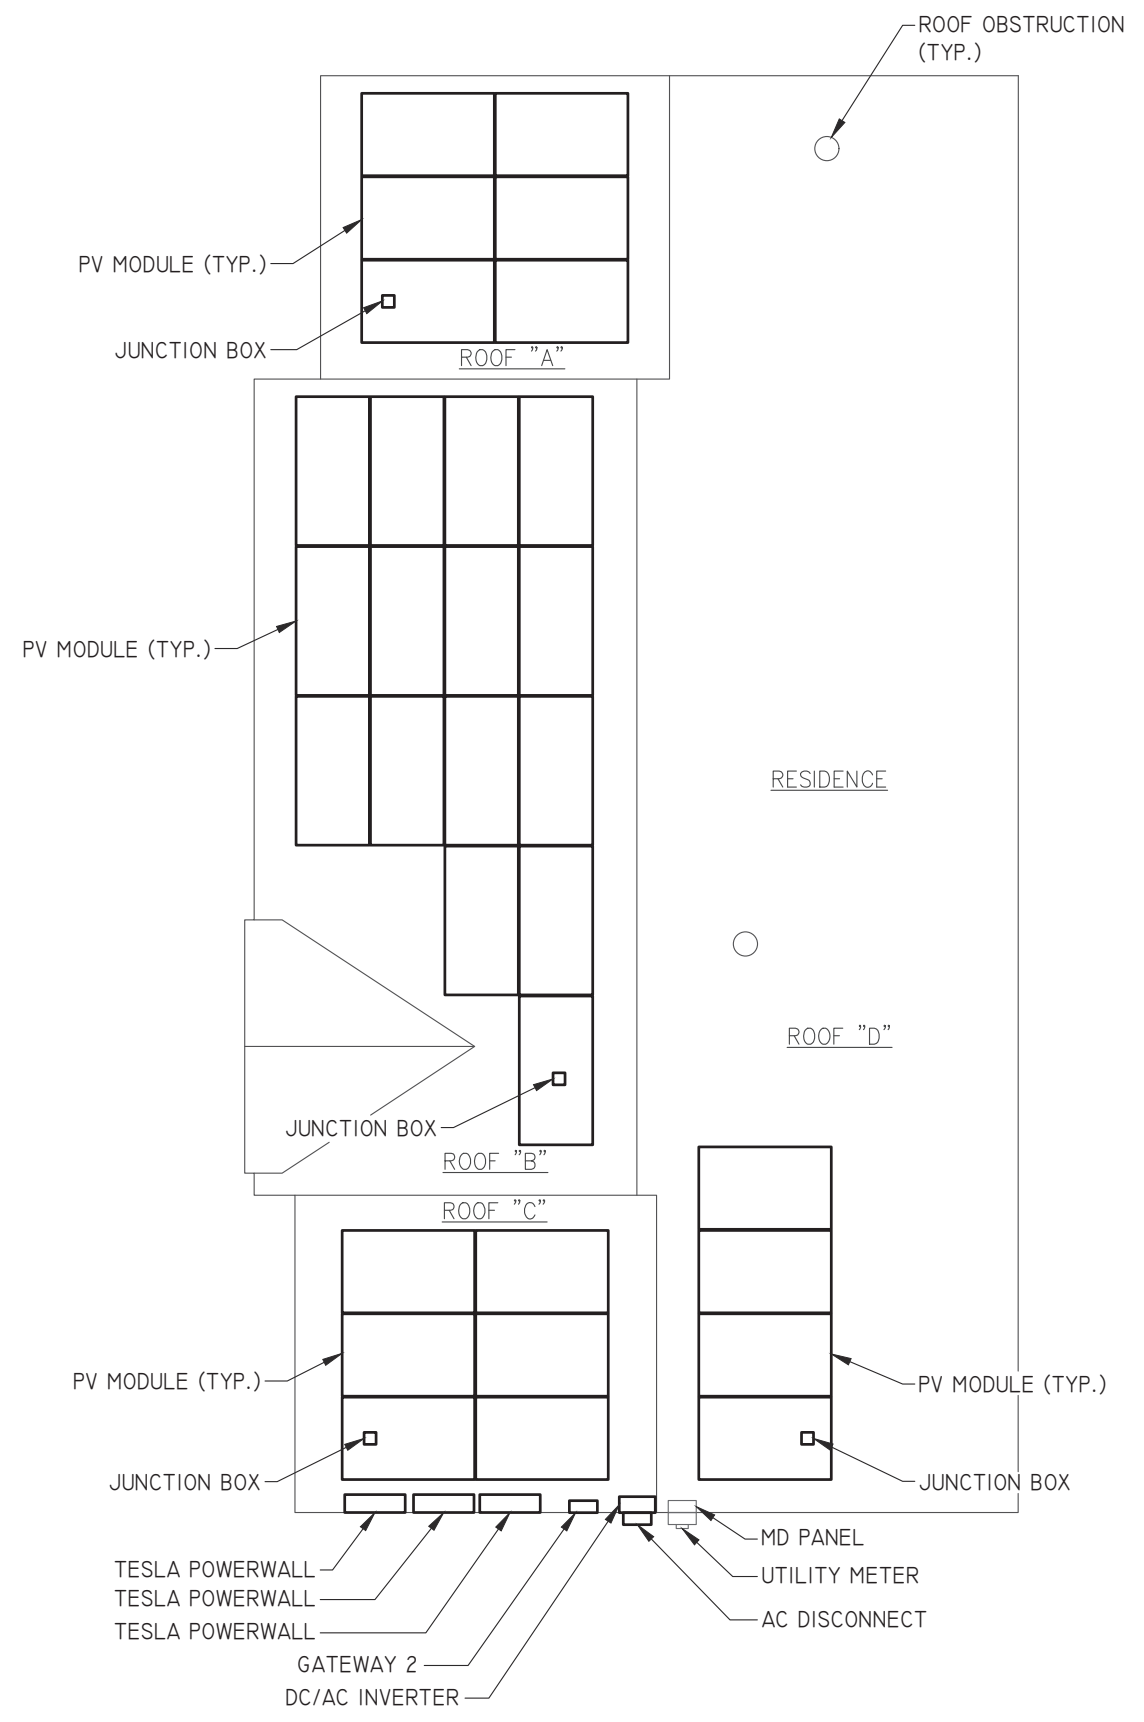 ROOF OBSTRUCTION
(TYP.)
PV MODULE (TYP.)
JUNCTION BOX
ROOF "A"
PV MODULE (TYP.)
RESIDENCE
ROOF "D"
JUNCTION BOX
ROOF "B"
ROOF "C"
PV MODULE (TYP.)
PV MODULE (TYP.)
JUNCTION BOX
JUNCTION BOX
MD PANEL
TESLA POWERWALL
UTILITY METER
TESLA POWERWALL
AC DISCONNECT
TESLA POWERWALL
GATEWAY 2
DC/AC INVERTER